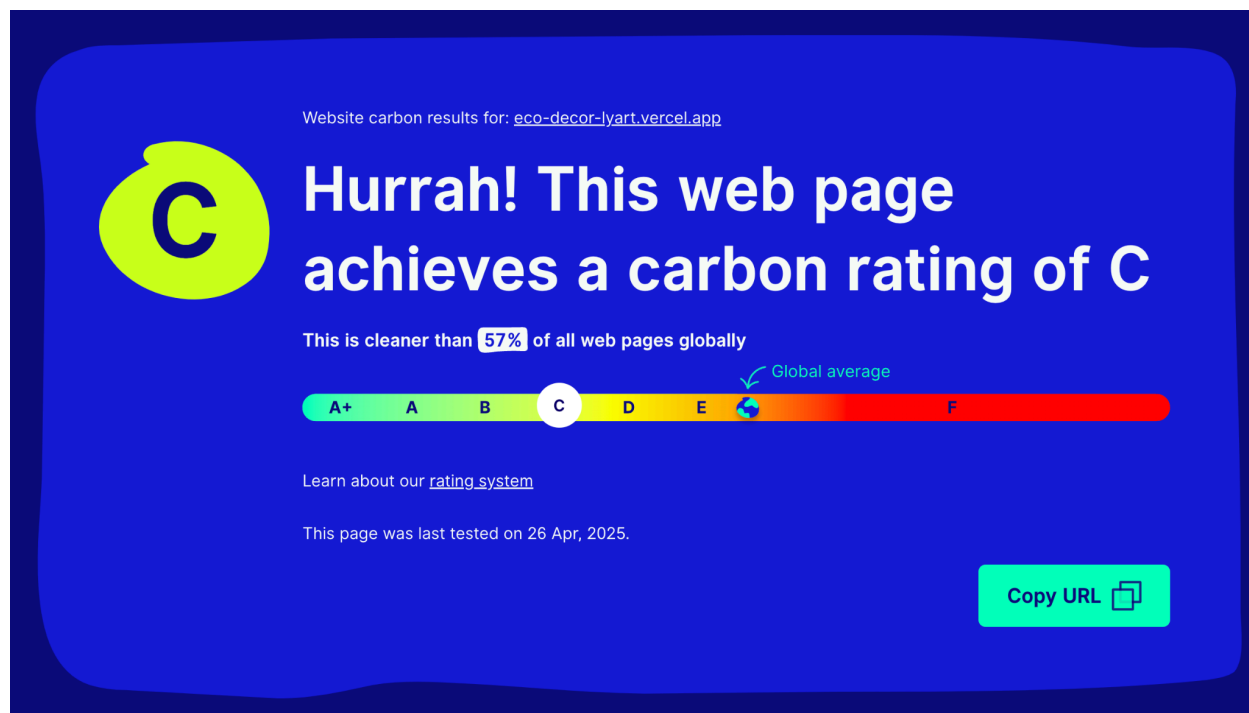 Website carbon results for: eco-decor-lyart.vercel.app
C
Hurrah! This web page
achieves a carbon rating of C
This is cleaner than 57% of all web pages globally
Global average
A+ A B C D E F
Learn about our rating system
This page was last tested on 26 Apr, 2025.
Copy URL